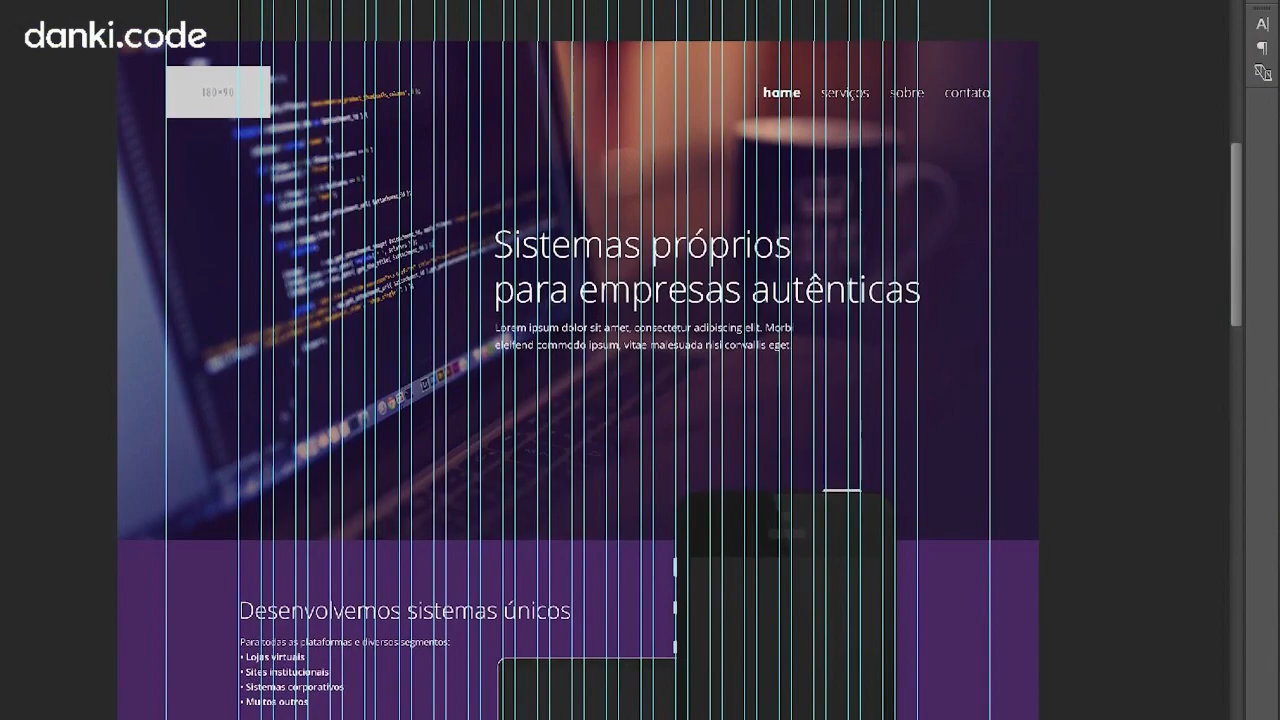 danki.code
180×90
home serviços sobre contato
Sistemas próprios
para empresas autênticas
Lorem ipsum dolor sit amet, consectetur adipiscing elit. Morbi
eleifend commodo ipsum, vitae malesuada nisi convallis eget.
Desenvolvemos sistemas únicos
Para todas as plataformas e diversos segmentos:
• Lojas virtuais
• Sites institucionais
• Sistemas corporativos
• Muitos outros